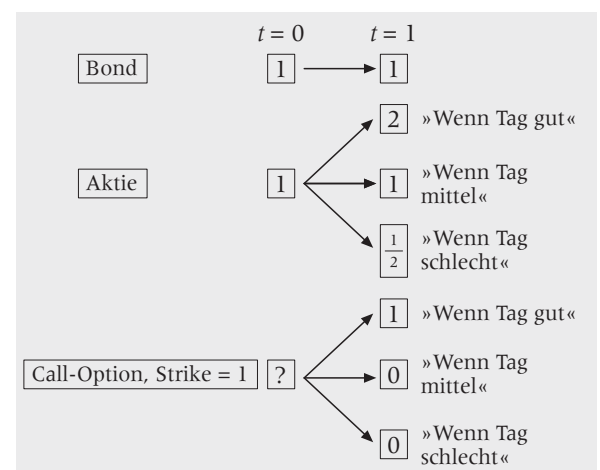 t = 0 t = 1
Bond 1 1
2 »Wenn Tag gut«
Aktie 1 1 »Wenn Tag
mittel«
1
2
»Wenn Tag
schlecht«
1 »Wenn Tag gut«
Call-Option, Strike = 1 ? 0 »Wenn Tag
mittel«
0 »Wenn Tag
schlecht«